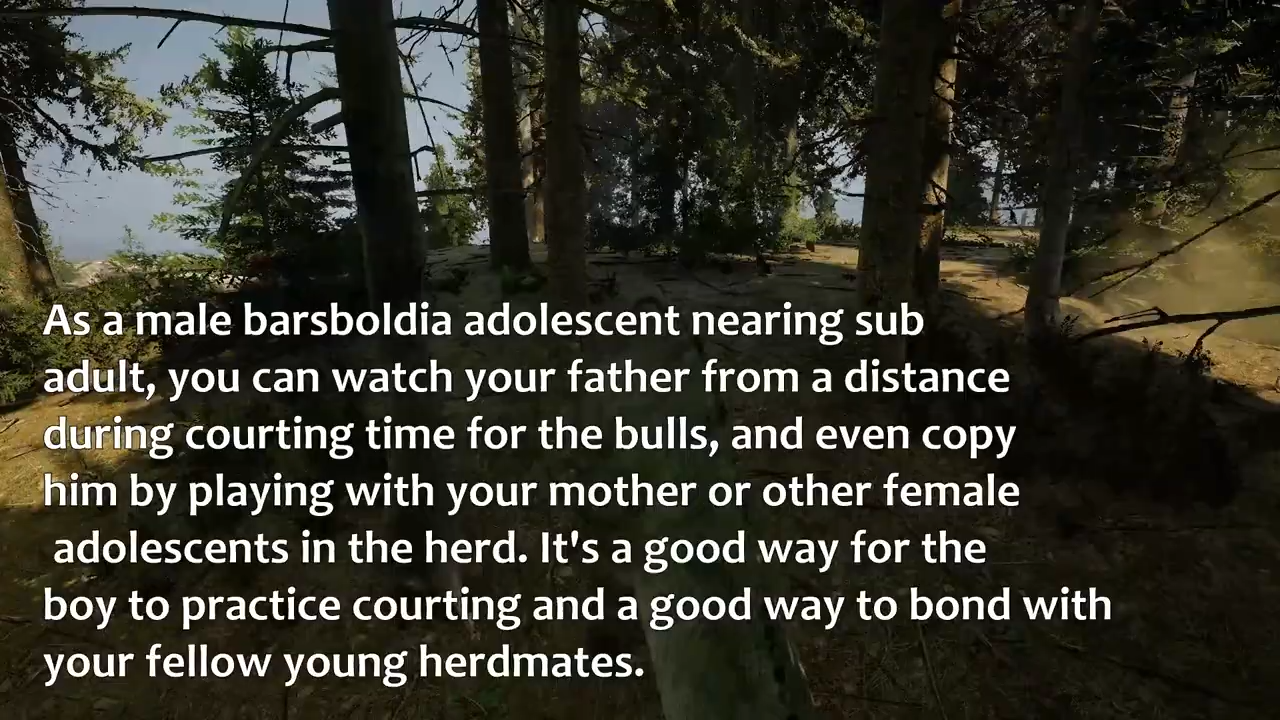 As a male barsboldia adolescent nearing sub
adult, you can watch your father from a distance
during courting time for the bulls, and even copy
him by playing with your mother or other female
adolescents in the herd. It's a good way for the
boy to practice courting and a good way to bond with
your fellow young herdmates.